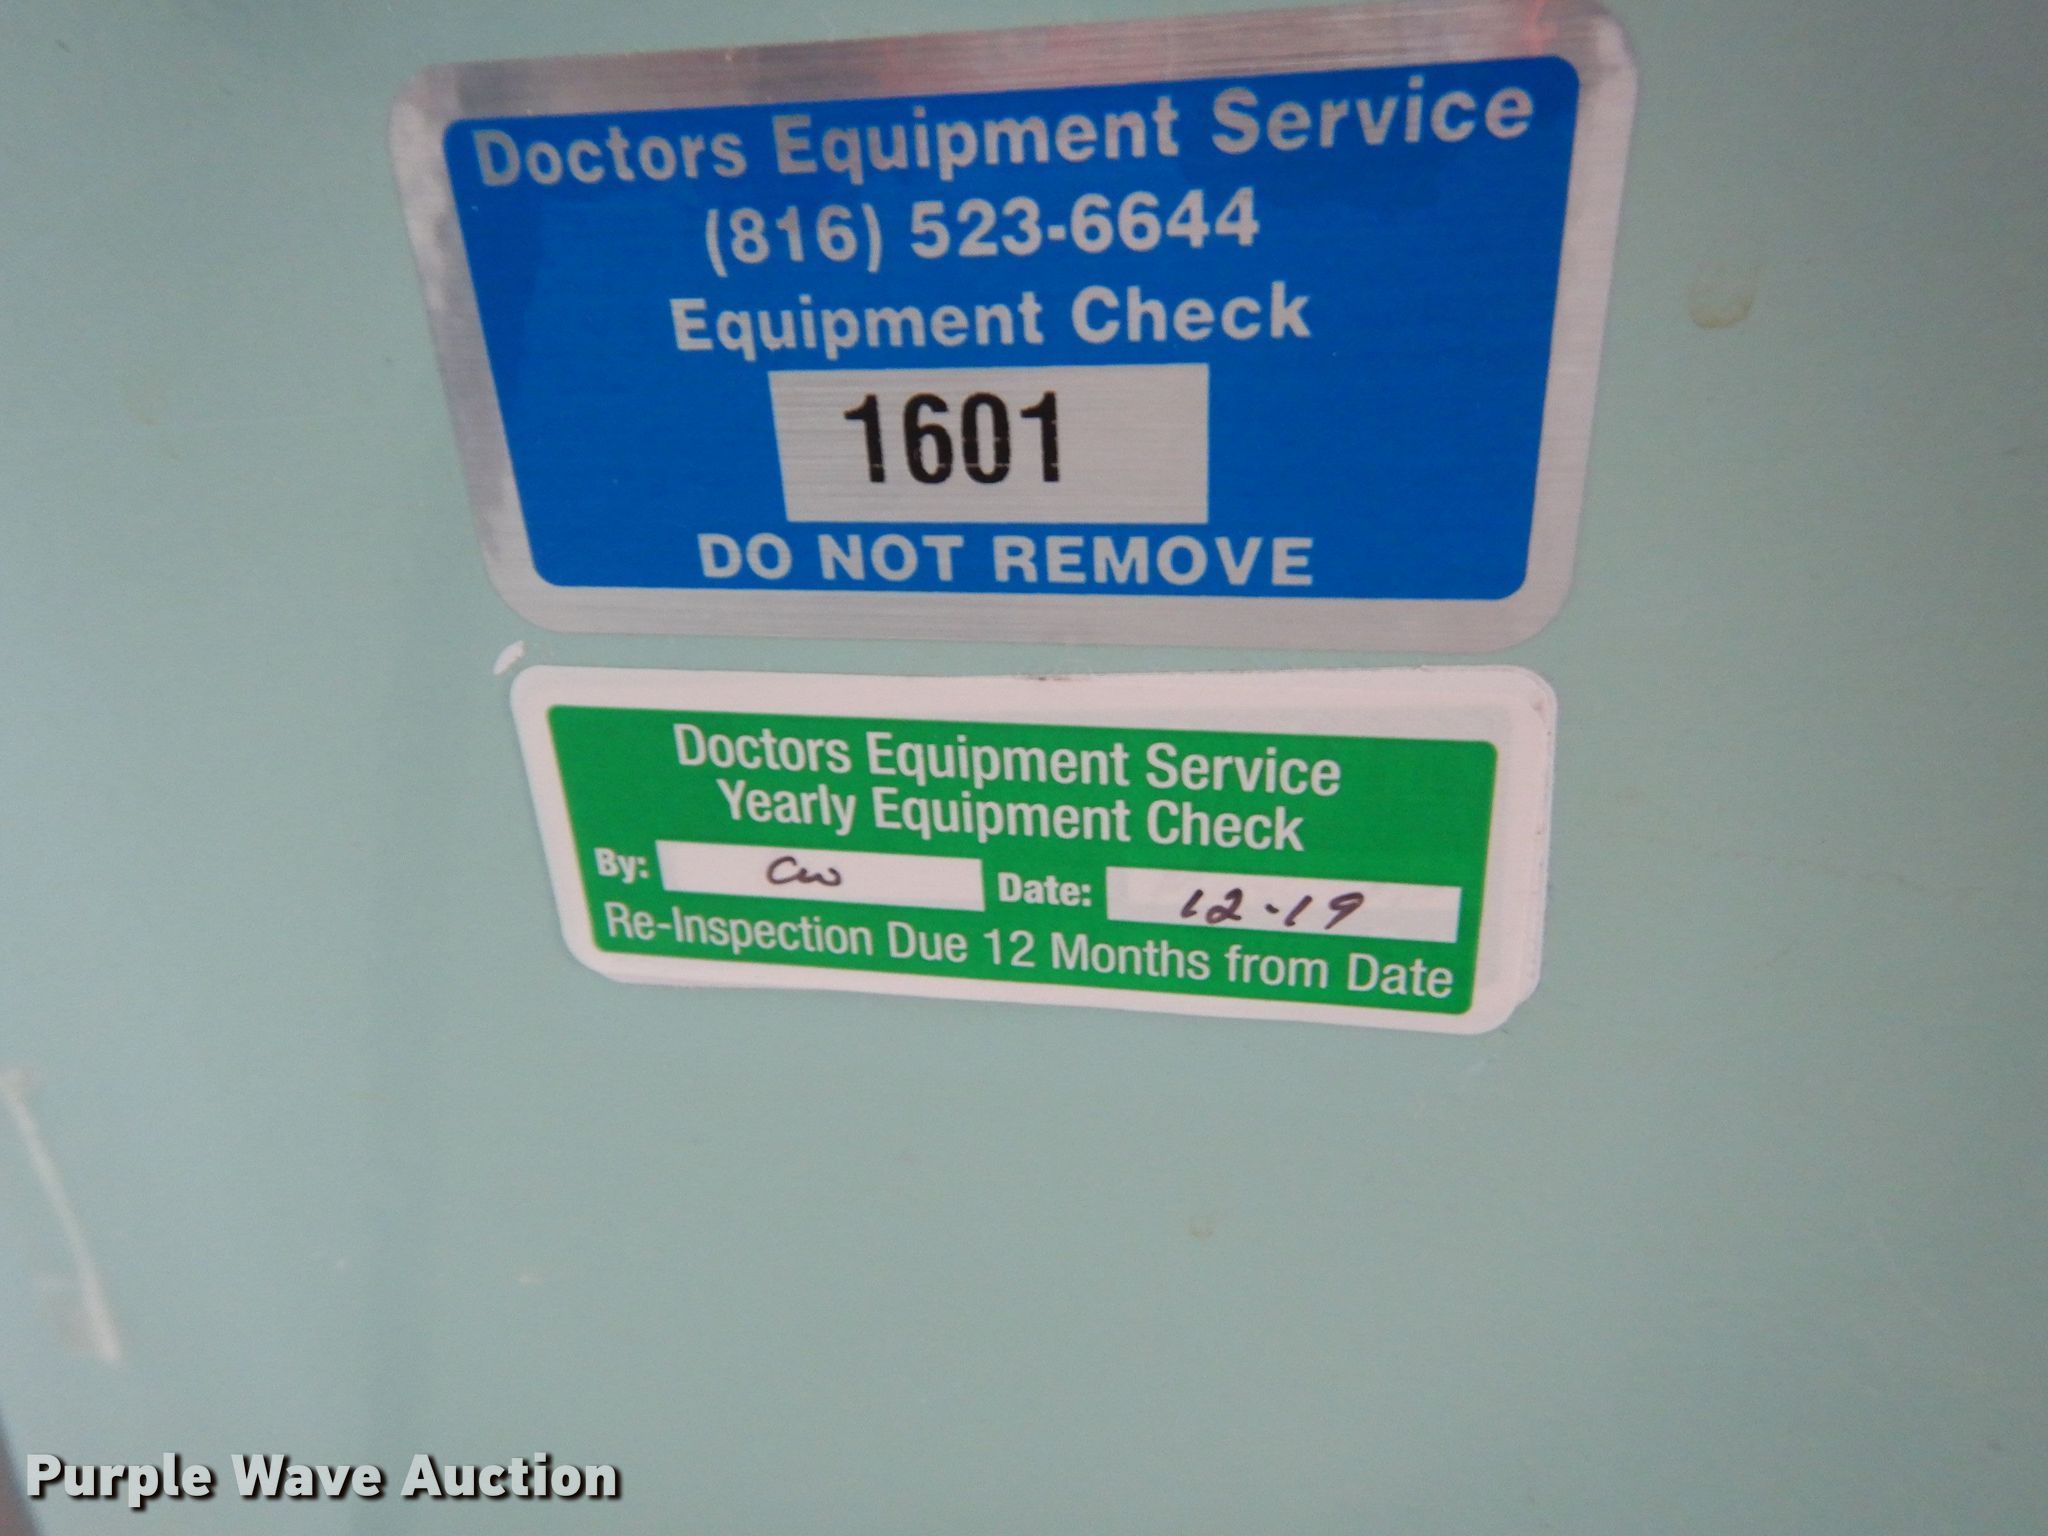 Doctors Equipment Service
(816) 523-6644
Equipment Check
1601
DO NOT REMOVE
Doctors Equipment Service
Yearly Equipment Check
By: CW Date: 12-19
Re-Inspection Due 12 Months from Date
Purple Wave Auction